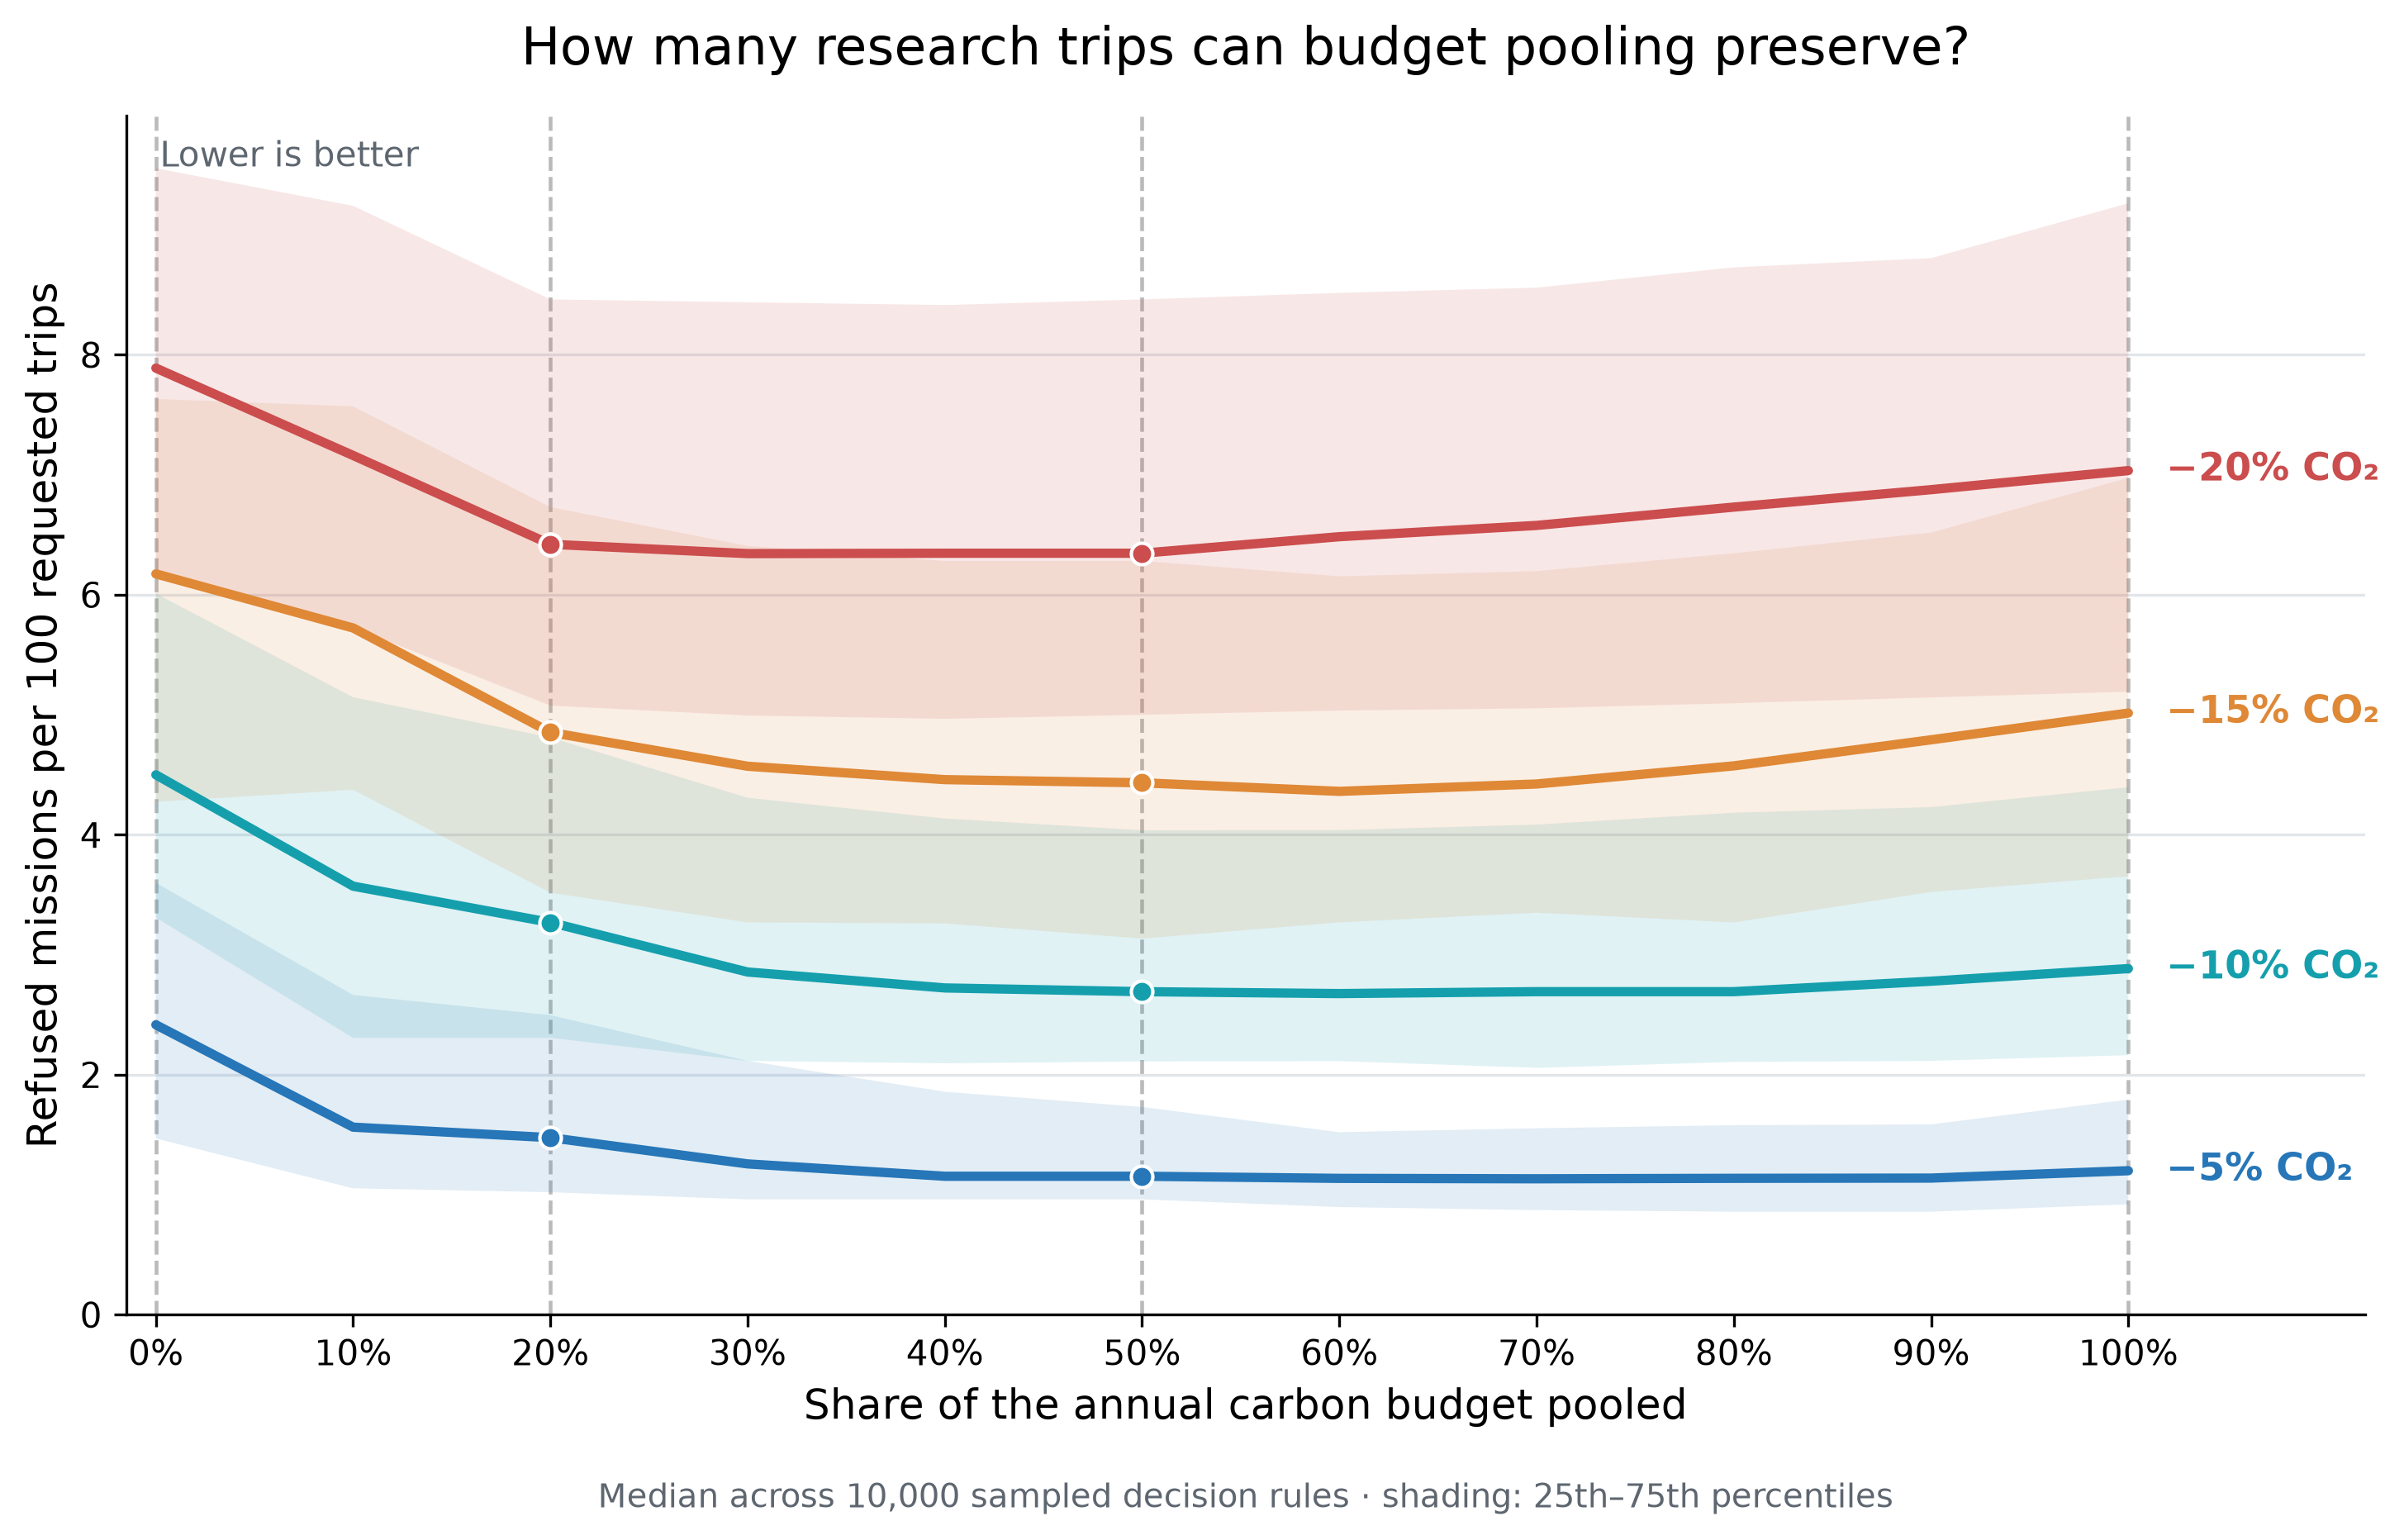 How many research trips can budget pooling preserve?
Lower is better
Refused missions per 100 requested trips
8
6
4
2
0
−20% CO₂
−15% CO₂
−10% CO₂
−5% CO₂
0% 10% 20% 30% 40% 50% 60% 70% 80% 90% 100%
Share of the annual carbon budget pooled
Median across 10,000 sampled decision rules · shading: 25th–75th percentiles